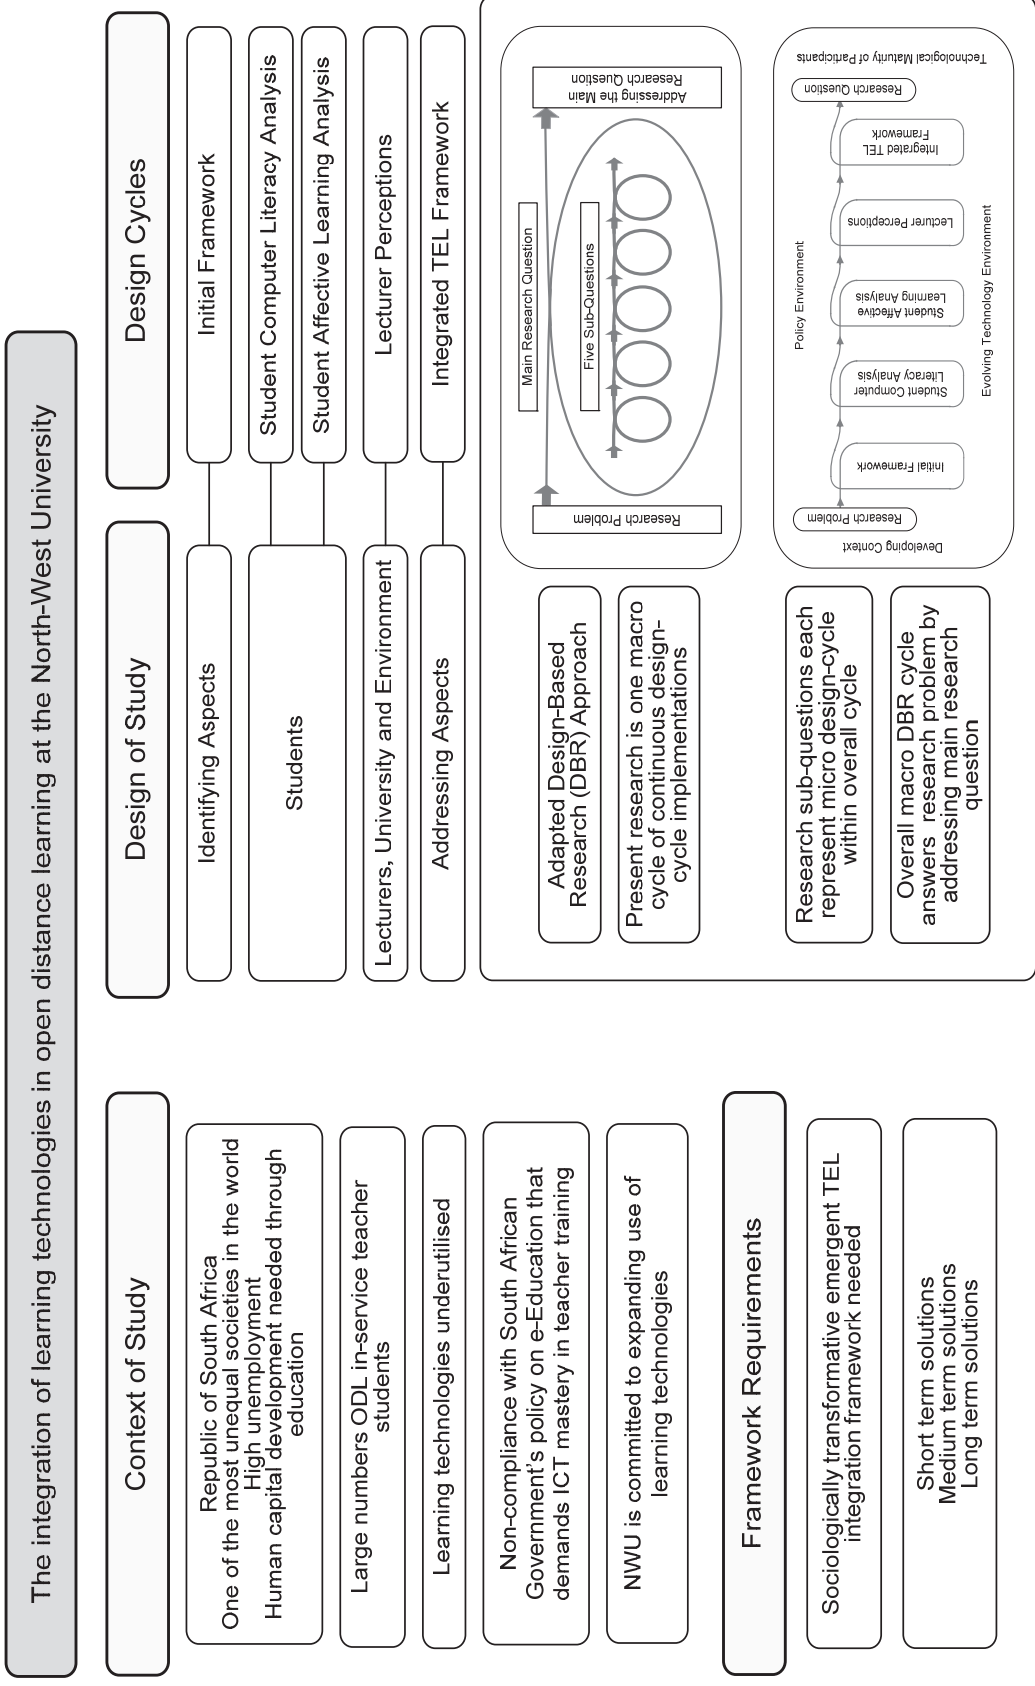 The integration of learning technologies in open distance learning at the North-West University
Context of Study
Republic of South Africa
One of the most unequal societies in the world
High unemployment
Human capital development needed through
education
Large numbers ODL in-service teacher
students
Learning technologies underutilised
Non-compliance with South African
Government's policy on e-Education that
demands ICT mastery in teacher training
NWU is committed to expanding use of
learning technologies
Framework Requirements
Sociologically transformative emergent TEL
integration framework needed
Short term solutions
Medium term solutions
Long term solutions
Design of Study
Identifying Aspects
Students
Lecturers, University and Environment
Addressing Aspects
Design Cycles
Initial Framework
Student Computer Literacy Analysis
Student Affective Learning Analysis
Lecturer Perceptions
Integrated TEL Framework
Adapted Design-Based
Research (DBR) Approach
Present research is one macro
cycle of continuous design-
cycle implementations
Research sub-questions each
represent micro design-cycle
within overall cycle
Overall macro DBR cycle
answers research problem by
addressing main research
question
Research Problem
Main Research Question
Five Sub-Questions
Addressing the Main
Research Question
Developing Context
Research Problem
Initial Framework
Student Computer
Literacy Analysis
Student Affective
Learning Analysis
Lecturer Perceptions
Integrated TEL
Framework
Research Question
Technological Maturity of Participants
Policy Environment
Evolving Technology Environment